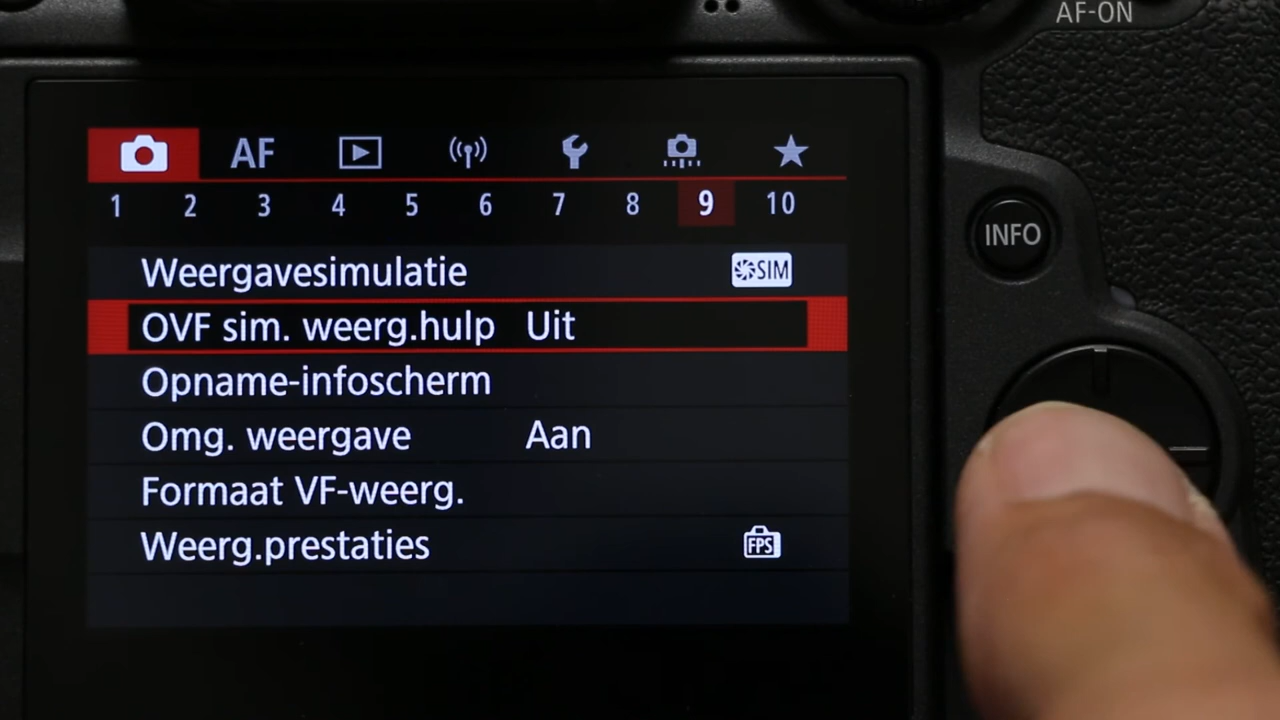 AF-ON
AF
1 2 3 4 5 6 7 8 9 10
INFO
Weergavesimulatie SIM
OVF sim. weerg.hulp Uit
Opname-infoscherm
Omg. weergave Aan
Formaat VF-weerg.
Weerg.prestaties FPS